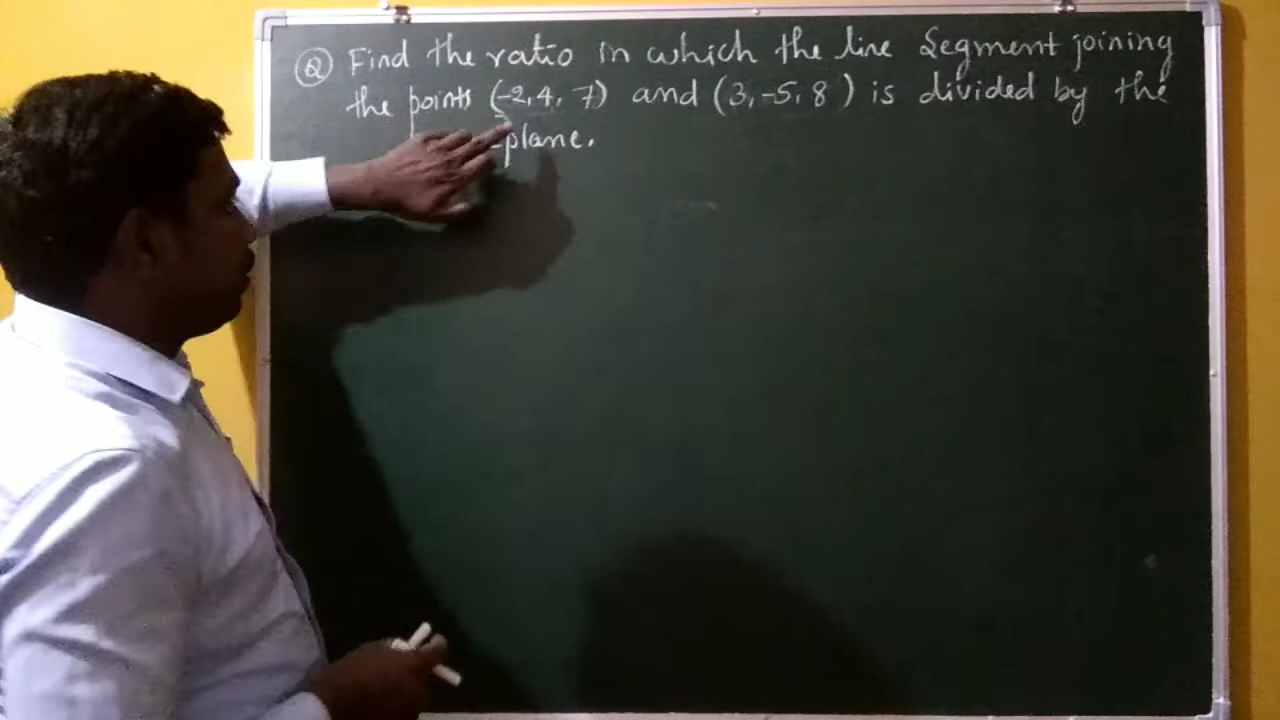 Q Find the ratio in which the line Segment joining
the points (-2, 4, 7) and (3, -5, 8) is divided by the
-plane.